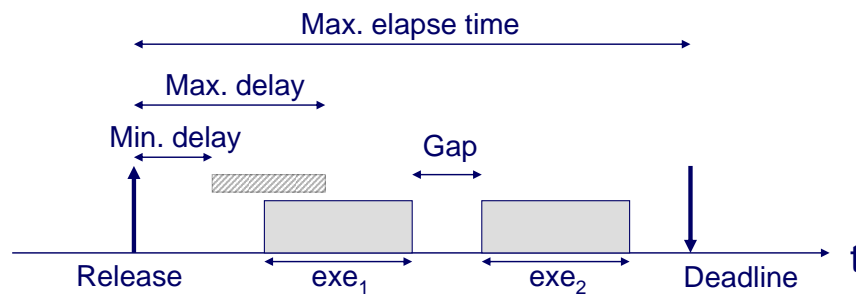 Max. elapse time
Max. delay
Min. delay
Gap
t
Release
exe₁
exe₂
Deadline